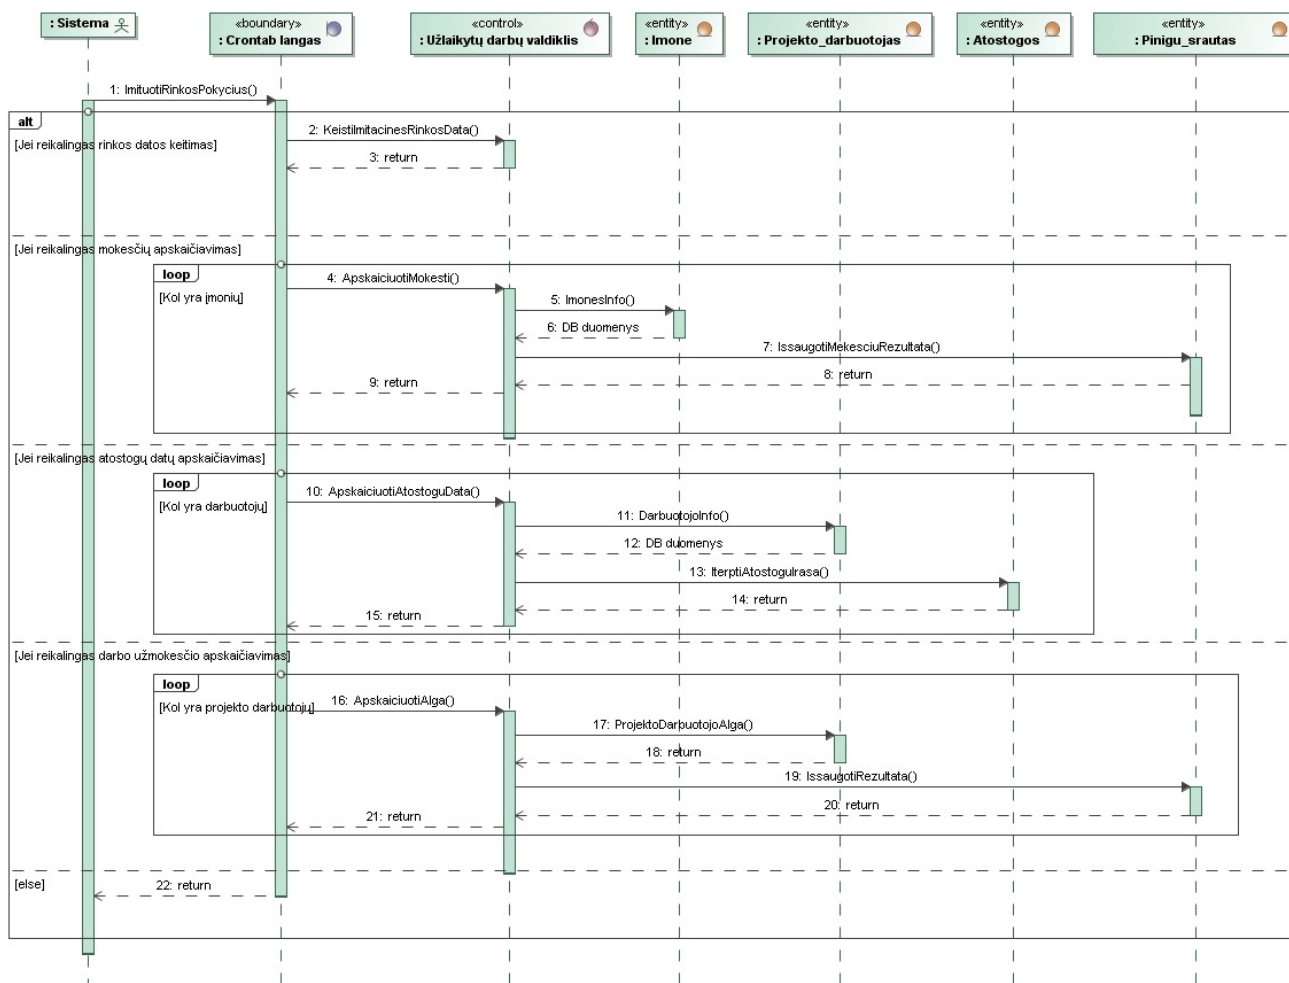 : Sistema
«boundary»
: Crontab langas
«control»
: Užlaikytų darbų valdiklis
«entity»
: Imone
«entity»
: Projekto_darbuotojas
«entity»
: Atostogos
«entity»
: Pinigu_srautas
1: ImituotiRinkosPokycius()
alt
[Jei reikalingas rinkos datos keitimas]
2: KeistiImitacinesRinkosData()
3: return
[Jei reikalingas mokesčių apskaičiavimas]
loop
[Kol yra įmonių]
4: ApskaiciuotiMokesti()
5: ImonesInfo()
6: DB duomenys
7: IssaugotiMekesciuRezultata()
8: return
9: return
[Jei reikalingas atostogų datų apskaičiavimas]
loop
[Kol yra darbuotojų]
10: ApskaiciuotiAtostoguData()
11: DarbuotojoInfo()
12: DB duomenys
13: IterptiAtostoguIrasa()
14: return
15: return
[Jei reikalingas darbo užmokesčio apskaičiavimas]
loop
[Kol yra projekto darbuotojų]
16: ApskaiciuotiAlga()
17: ProjektoDarbuotojoAlga()
18: return
19: IssaugotiRezultata()
20: return
21: return
[else]
22: return